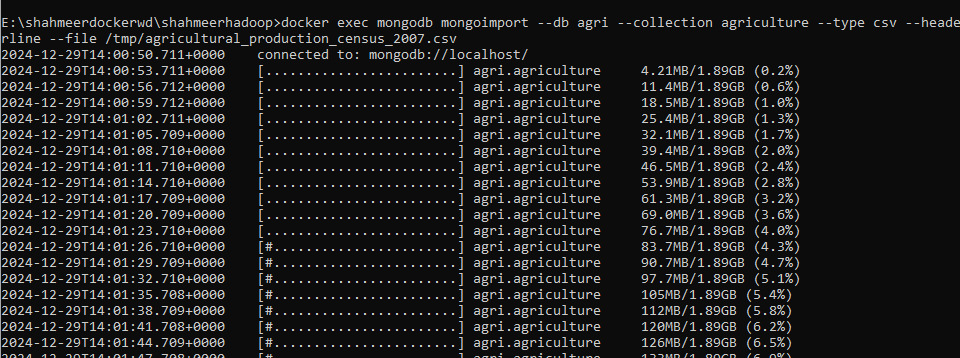 E:\shahmeerdockerwd\shahmeerhadoop>docker exec mongodb mongoimport --db agri --collection agriculture --type csv --heade
rline --file /tmp/agricultural_production_census_2007.csv
2024-12-29T14:00:50.711+0000    connected to: mongodb://localhost/
2024-12-29T14:00:53.711+0000    [........................] agri.agriculture     4.21MB/1.89GB (0.2%)
2024-12-29T14:00:56.712+0000    [........................] agri.agriculture     11.4MB/1.89GB (0.6%)
2024-12-29T14:00:59.712+0000    [........................] agri.agriculture     18.5MB/1.89GB (1.0%)
2024-12-29T14:01:02.711+0000    [........................] agri.agriculture     25.4MB/1.89GB (1.3%)
2024-12-29T14:01:05.709+0000    [........................] agri.agriculture     32.1MB/1.89GB (1.7%)
2024-12-29T14:01:08.710+0000    [........................] agri.agriculture     39.4MB/1.89GB (2.0%)
2024-12-29T14:01:11.710+0000    [........................] agri.agriculture     46.5MB/1.89GB (2.4%)
2024-12-29T14:01:14.710+0000    [........................] agri.agriculture     53.9MB/1.89GB (2.8%)
2024-12-29T14:01:17.709+0000    [........................] agri.agriculture     61.3MB/1.89GB (3.2%)
2024-12-29T14:01:20.709+0000    [........................] agri.agriculture     69.0MB/1.89GB (3.6%)
2024-12-29T14:01:23.710+0000    [........................] agri.agriculture     76.7MB/1.89GB (4.0%)
2024-12-29T14:01:26.710+0000    [#.......................] agri.agriculture     83.7MB/1.89GB (4.3%)
2024-12-29T14:01:29.709+0000    [#.......................] agri.agriculture     90.7MB/1.89GB (4.7%)
2024-12-29T14:01:32.710+0000    [#.......................] agri.agriculture     97.7MB/1.89GB (5.1%)
2024-12-29T14:01:35.708+0000    [#.......................] agri.agriculture     105MB/1.89GB (5.4%)
2024-12-29T14:01:38.709+0000    [#.......................] agri.agriculture     112MB/1.89GB (5.8%)
2024-12-29T14:01:41.708+0000    [#.......................] agri.agriculture     120MB/1.89GB (6.2%)
2024-12-29T14:01:44.709+0000    [#.......................] agri.agriculture     126MB/1.89GB (6.5%)